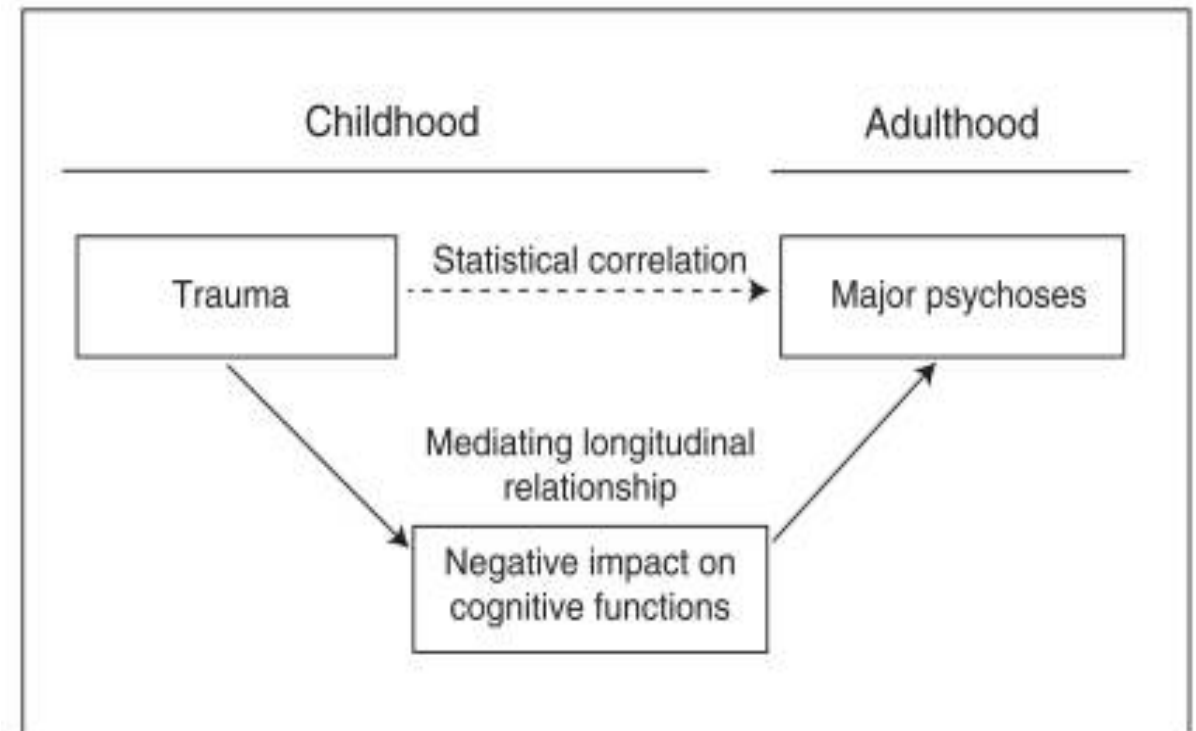 Childhood
Adulthood
Statistical correlation
Trauma
Major psychoses
Mediating longitudinal
relationship
Negative impact on
cognitive functions